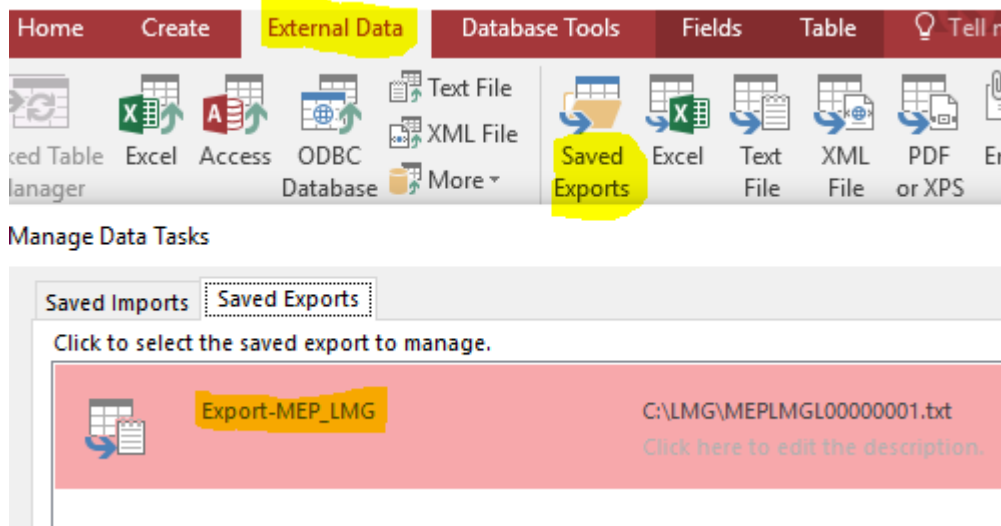 Home Create External Data Database Tools Fields Table Tell
Text File
XML File
Table Excel Access ODBC Saved Excel Text XML PDF
Database More Exports File File or XPS
Manage Data Tasks
Saved Imports Saved Exports
Click to select the saved export to manage.
Export-MEP_LMG C:\LMG\MEPLMGL00000001.txt
Click here to edit the description.